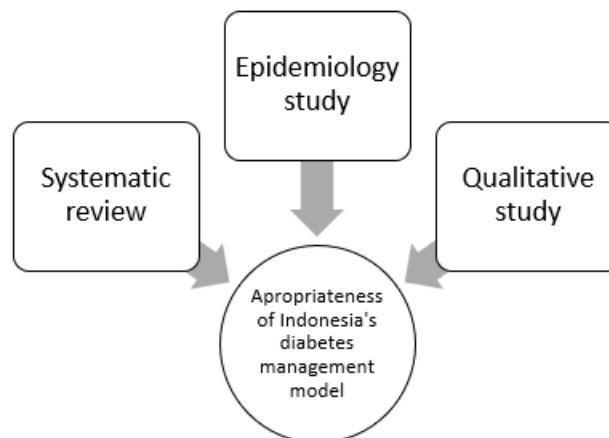 Epidemiology
study
Systematic
review
Qualitative
study
Apropriateness
of Indonesia's
diabetes
management
model